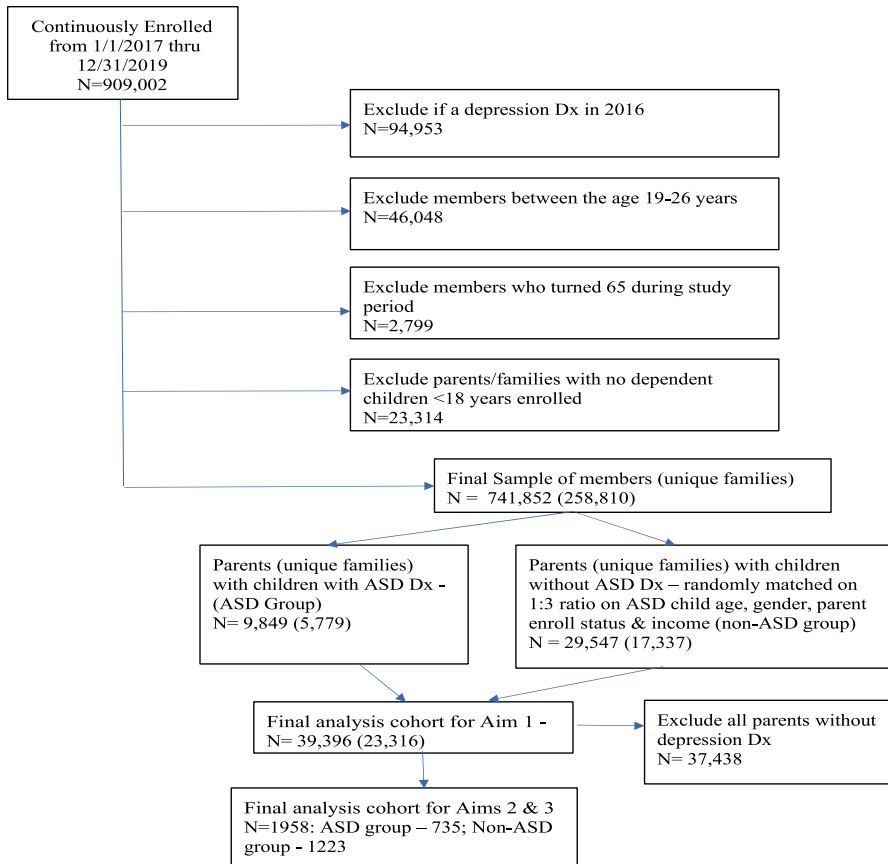 Continuously Enrolled
from 1/1/2017 thru
12/31/2019
N=909,002
Exclude if a depression Dx in 2016
N=94,953
Exclude members between the age 19-26 years
N=46,048
Exclude members who turned 65 during study
period
N=2,799
Exclude parents/families with no dependent
children <18 years enrolled
N=23,314
Final Sample of members (unique families)
N = 741,852 (258,810)
Parents (unique families)
with children with ASD Dx -
(ASD Group)
N= 9,849 (5,779)
Parents (unique families) with children
without ASD Dx – randomly matched on
1:3 ratio on ASD child age, gender, parent
enroll status & income (non-ASD group)
N = 29,547 (17,337)
Final analysis cohort for Aim 1 -
N= 39,396 (23,316)
Exclude all parents without
depression Dx
N= 37,438
Final analysis cohort for Aims 2 & 3
N=1958: ASD group – 735; Non-ASD
group - 1223